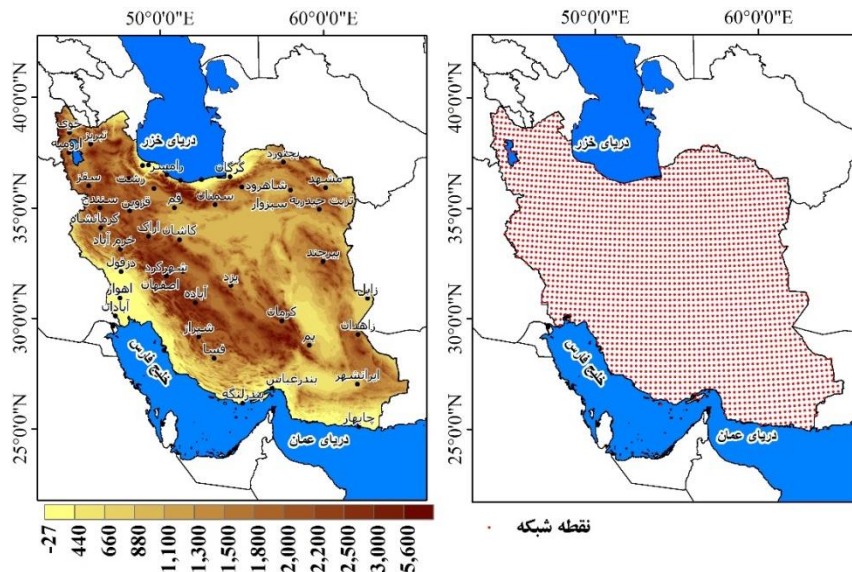 50°0'0"E
60°0'0"E
50°0'0"E
60°0'0"E
40°0'0"N
35°0'0"N
30°0'0"N
25°0'0"N
دریای خزر
خوی
تبریز
ارومیه
رامسر
گرگان
بجنورد
مشهد
سقز
رشت
شاهرود
سمنان
تربت حیدریه
سبزوار
سنندج
قزوین
قم
کرمانشاه
اراک
کاشان
خرم آباد
بیرجند
دزفول
شهرکرد
اصفهان
یزد
زابل
اهواز
آباده
آبادان
کرمان
زاهدان
شیراز
بم
فسا
ایرانشهر
بندرعباس
بندرلنگه
چابهار
خلیج فارس
دریای عمان
-27
440
660
880
1,100
1,300
1,500
1,800
2,000
2,200
2,500
3,000
5,600
40°0'0"N
35°0'0"N
30°0'0"N
25°0'0"N
دریای خزر
خلیج فارس
دریای عمان
نقطه شبکه